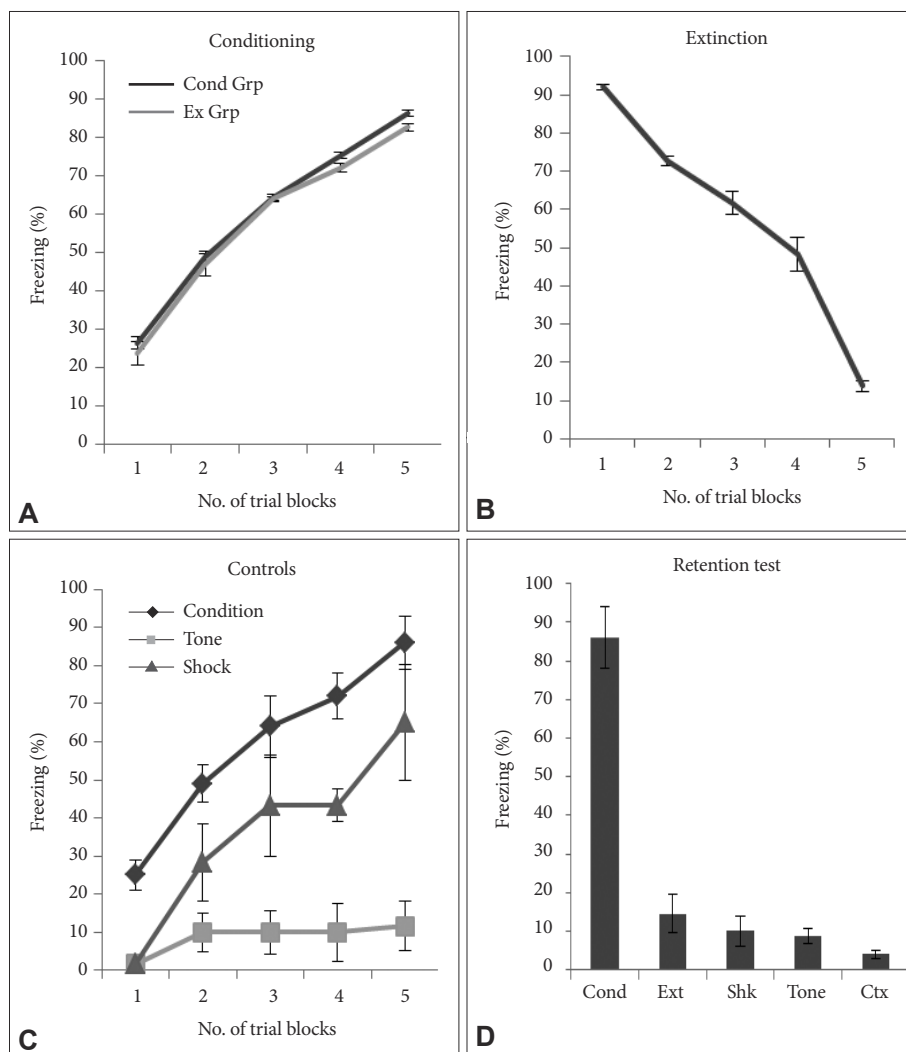 Conditioning
100
90
80
70
60
50
40
30
20
10
0
Freezing (%)
Cond Grp
Ex Grp
1 2 3 4 5
No. of trial blocks
A
Extinction
100
90
80
70
60
50
40
30
20
10
0
Freezing (%)
1 2 3 4 5
No. of trial blocks
B
Controls
100
90
80
70
60
50
40
30
20
10
0
Freezing (%)
Condition
Tone
Shock
1 2 3 4 5
No. of trial blocks
C
Retention test
100
90
80
70
60
50
40
30
20
10
0
Freezing (%)
Cond Ext Shk Tone Ctx
D